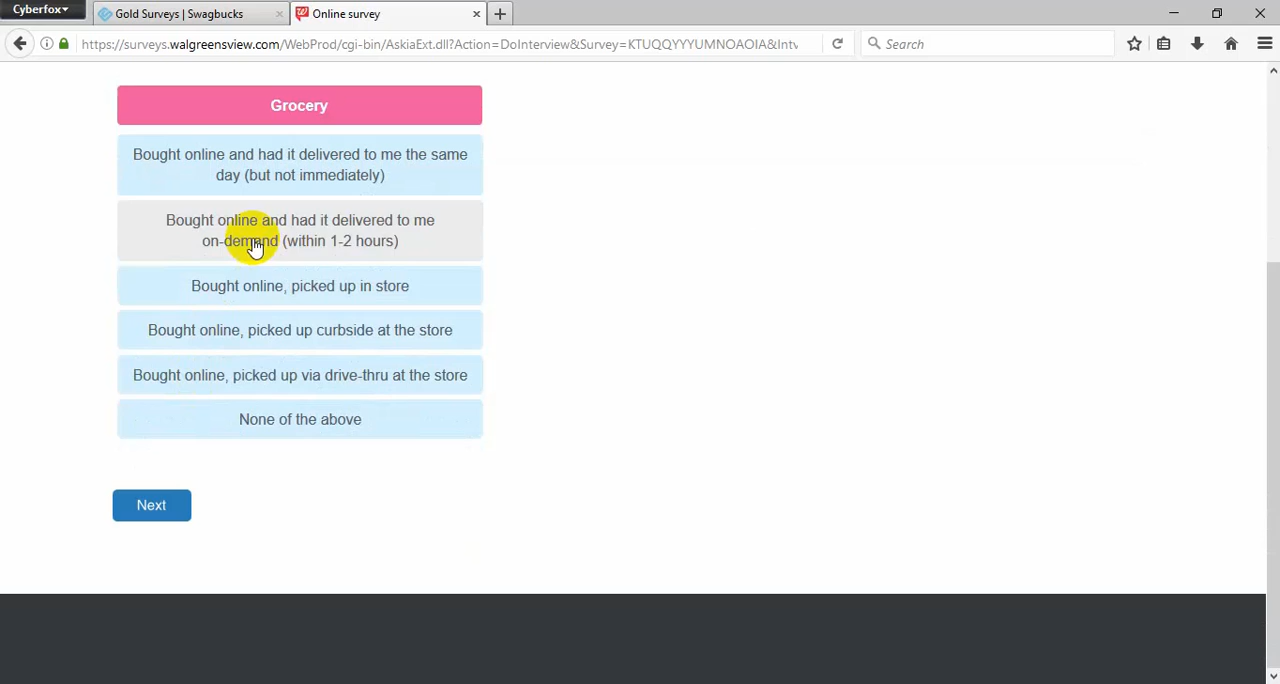 Cyberfox
Gold Surveys | Swagbucks
Online survey
https://surveys.walgreensview.com/WebProd/cgi-bin/AskiaExt.dll?Action=DoInterview&Survey=KTUQQYYYUMNOAOIA&Intv
Search
Grocery
Bought online and had it delivered to me the same
day (but not immediately)
Bought online and had it delivered to me
on-demand (within 1-2 hours)
Bought online, picked up in store
Bought online, picked up curbside at the store
Bought online, picked up via drive-thru at the store
None of the above
Next